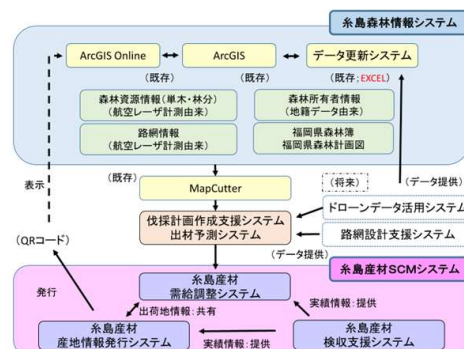 糸島森林情報システム
ArcGIS Online
ArcGIS
データ更新システム
(既存)
(既存)
(既存;EXCEL)
森林資源情報(単木・林分)
(航空レーザ計測由来)
森林所有者情報
(地籍データ由来)
路網情報
(航空レーザ計測由来)
福岡県森林簿
福岡県森林計画図
表示
(既存)
MapCutter
(将来)
(データ提供)
ドローンデータ活用システム
伐採計画作成支援システム
出材予測システム
路網設計支援システム
(QRコード)
(データ提供)
糸島産材SCMシステム
発行
糸島産材
需給調整システム
出荷地情報:共有
実績情報:提供
糸島産材
産地情報発行システム
実績情報:提供
糸島産材
検収支援システム